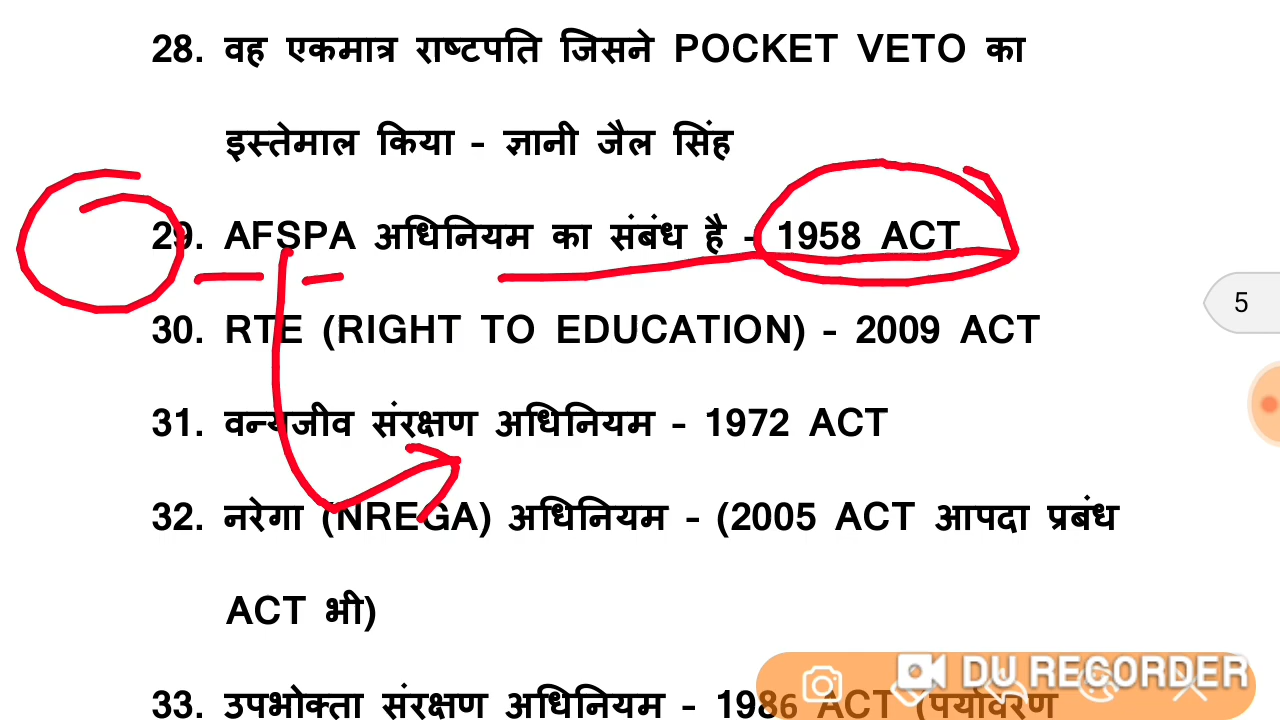 28. वह एकमात्र राष्टपति जिसने POCKET VETO का
इस्तेमाल किया - ज्ञानी जैल सिंह
29. AFSPA अधिनियम का संबंध है - 1958 ACT
5
30. RTE (RIGHT TO EDUCATION) - 2009 ACT
31. वन्यजीव संरक्षण अधिनियम - 1972 ACT
32. नरेगा (NREGA) अधिनियम - (2005 ACT आपदा प्रबंध
ACT भी)
33. उपभोक्ता संरक्षण अधिनियम - 1986 ACT (पर्यावरण
DU RECORDER